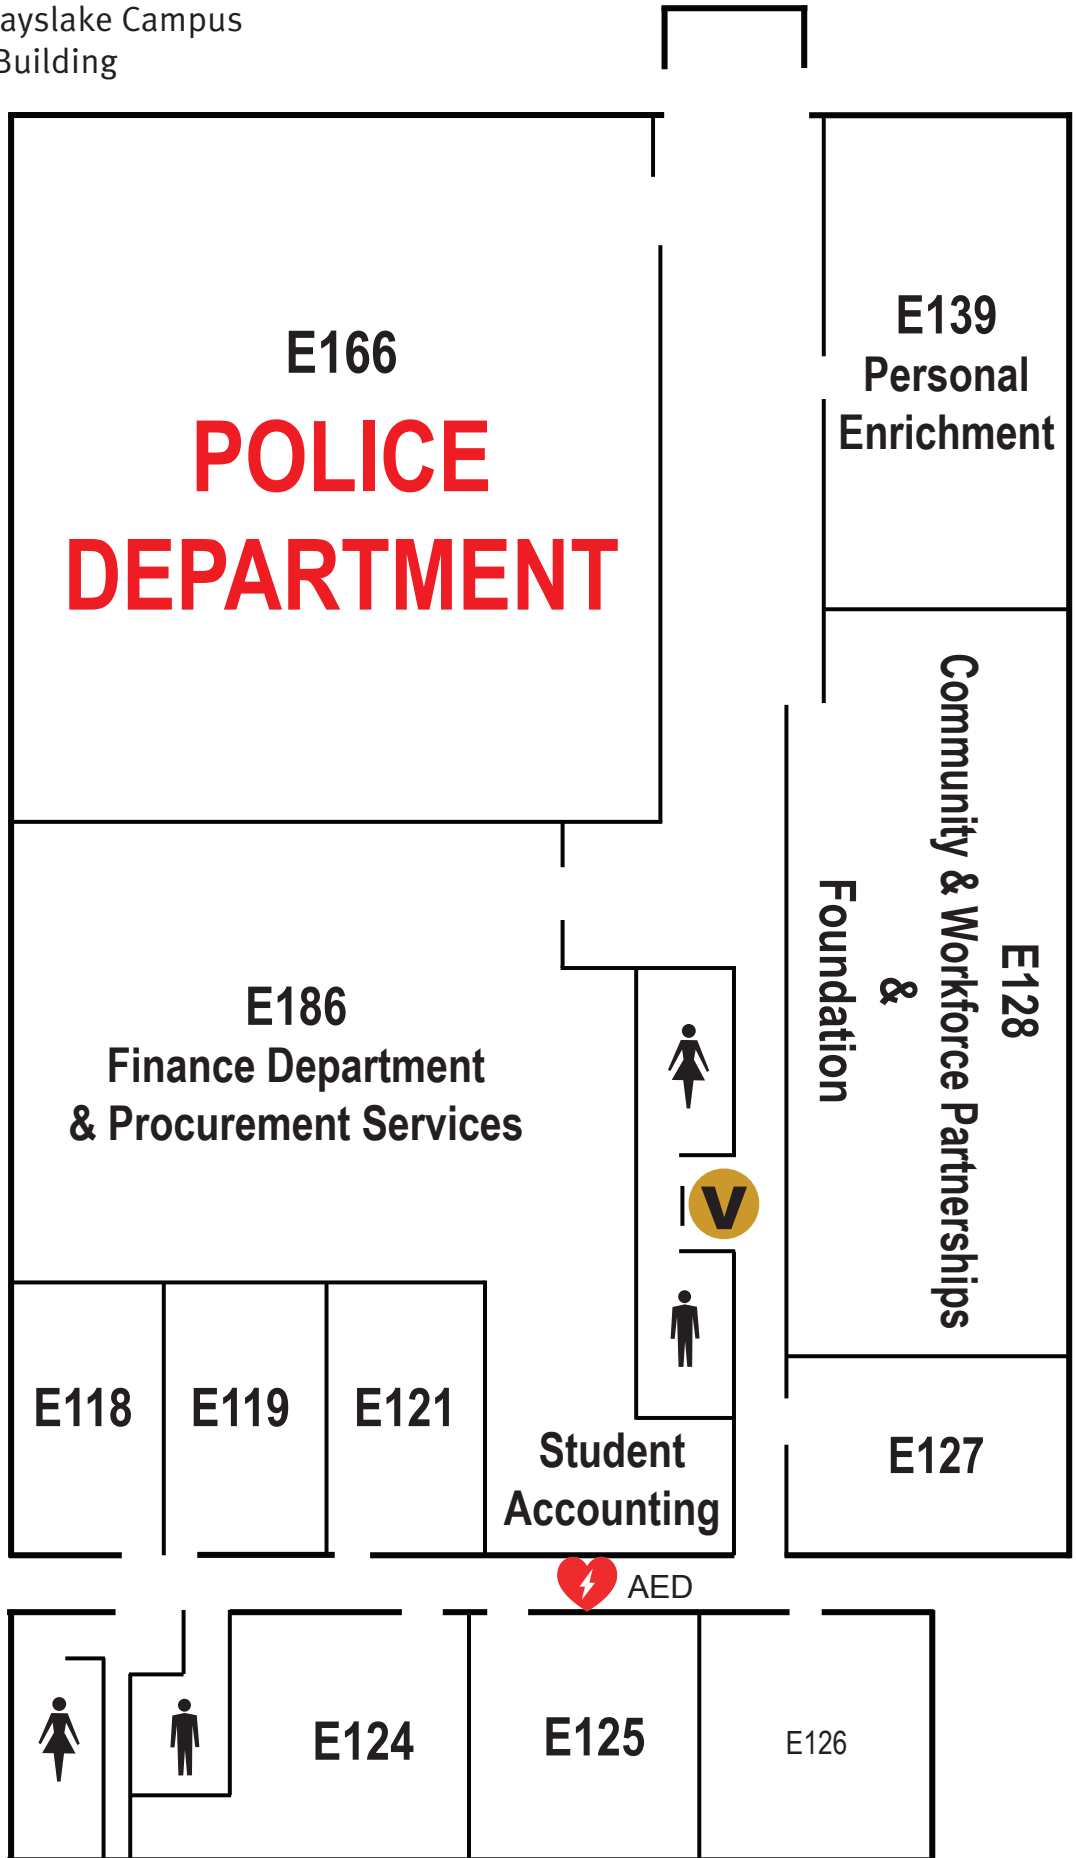 ayslake Campus
Building
E166
POLICE
DEPARTMENT
E139
Personal
Enrichment
E128
Community & Workforce Partnerships
&
Foundation
E186
Finance Department
& Procurement Services
V
E118
E119
E121
Student
Accounting
E127
AED
E124
E125
E126